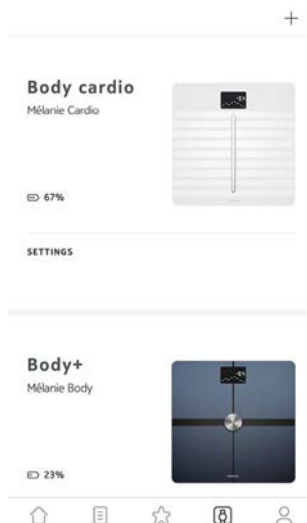 Body cardio
Mélanie Cardio
67%
SETTINGS
Body+
Mélanie Body
23%